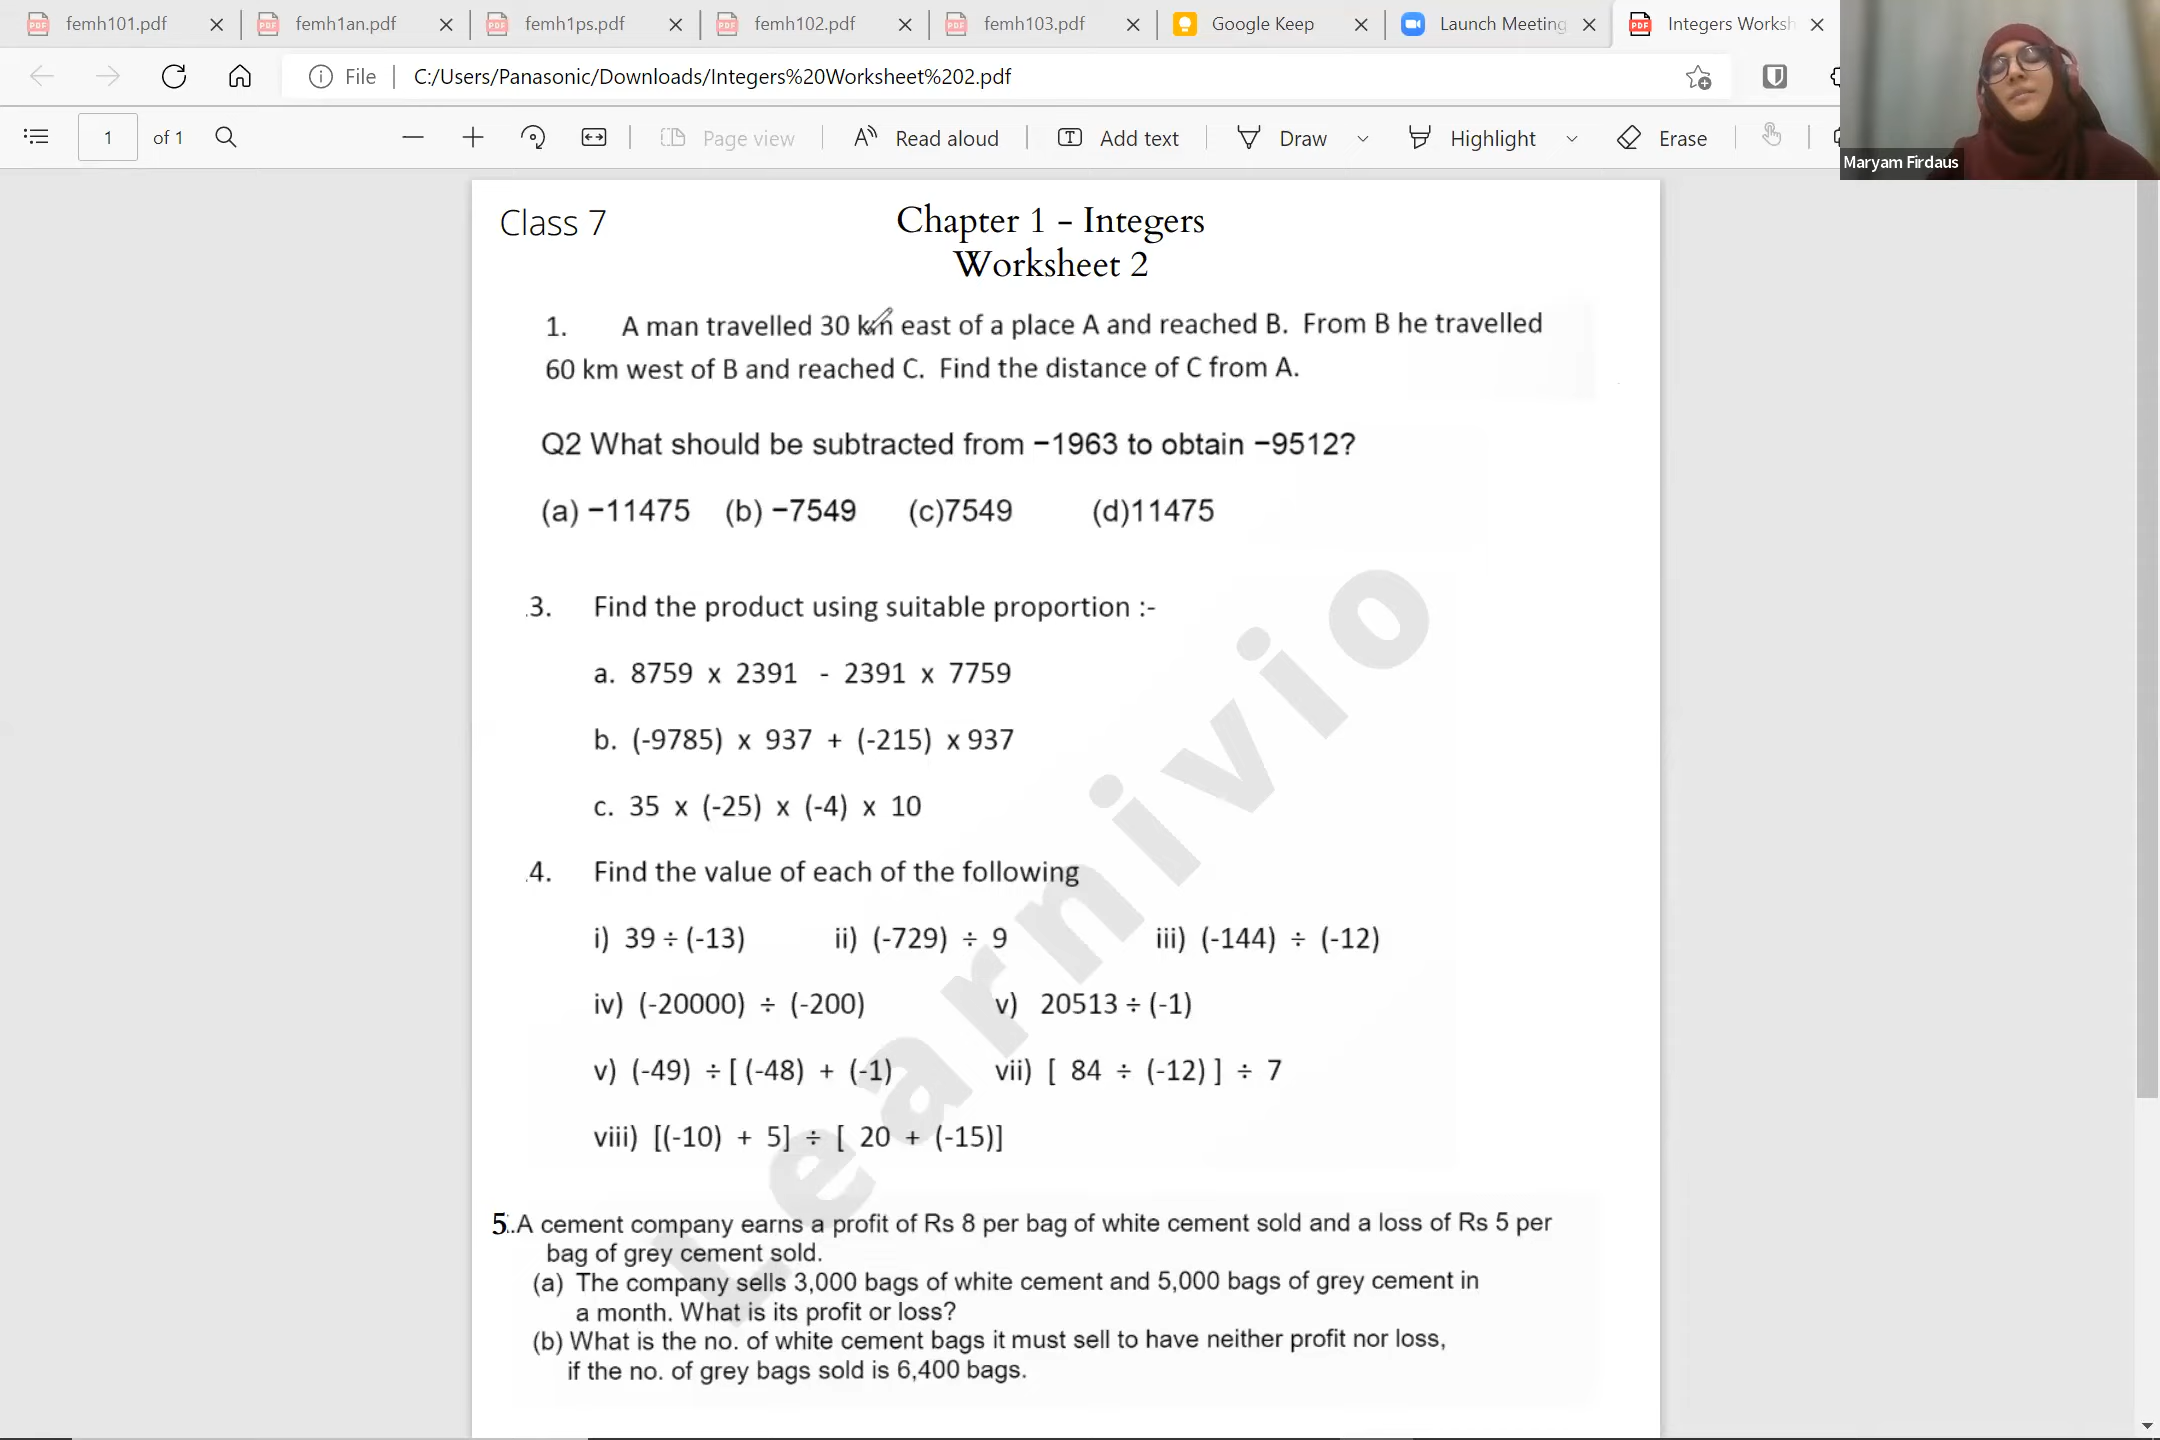 femh101.pdf femh1an.pdf femh1ps.pdf femh102.pdf femh103.pdf Google Keep Launch Meeting Integers Worksh
File C:/Users/Panasonic/Downloads/Integers%20Worksheet%202.pdf
1 of 1 Page view Read aloud Add text Draw Highlight Erase
Maryam Firdaus
Class 7
Chapter 1 - Integers
Worksheet 2
1. A man travelled 30 km east of a place A and reached B. From B he travelled
60 km west of B and reached C. Find the distance of C from A.
Q2 What should be subtracted from −1963 to obtain −9512?
(a) −11475 (b) −7549 (c)7549 (d)11475
.3. Find the product using suitable proportion :-
a. 8759 x 2391 - 2391 x 7759
b. (-9785) x 937 + (-215) x 937
c. 35 x (-25) x (-4) x 10
.4. Find the value of each of the following
i) 39 ÷ (-13) ii) (-729) ÷ 9 iii) (-144) ÷ (-12)
iv) (-20000) ÷ (-200) v) 20513 ÷ (-1)
v) (-49) ÷ [ (-48) + (-1) vii) [ 84 ÷ (-12) ] ÷ 7
viii) [(-10) + 5] ÷ [ 20 + (-15)]
5..A cement company earns a profit of Rs 8 per bag of white cement sold and a loss of Rs 5 per
bag of grey cement sold.
(a) The company sells 3,000 bags of white cement and 5,000 bags of grey cement in
a month. What is its profit or loss?
(b) What is the no. of white cement bags it must sell to have neither profit nor loss,
if the no. of grey bags sold is 6,400 bags.
Learnivio